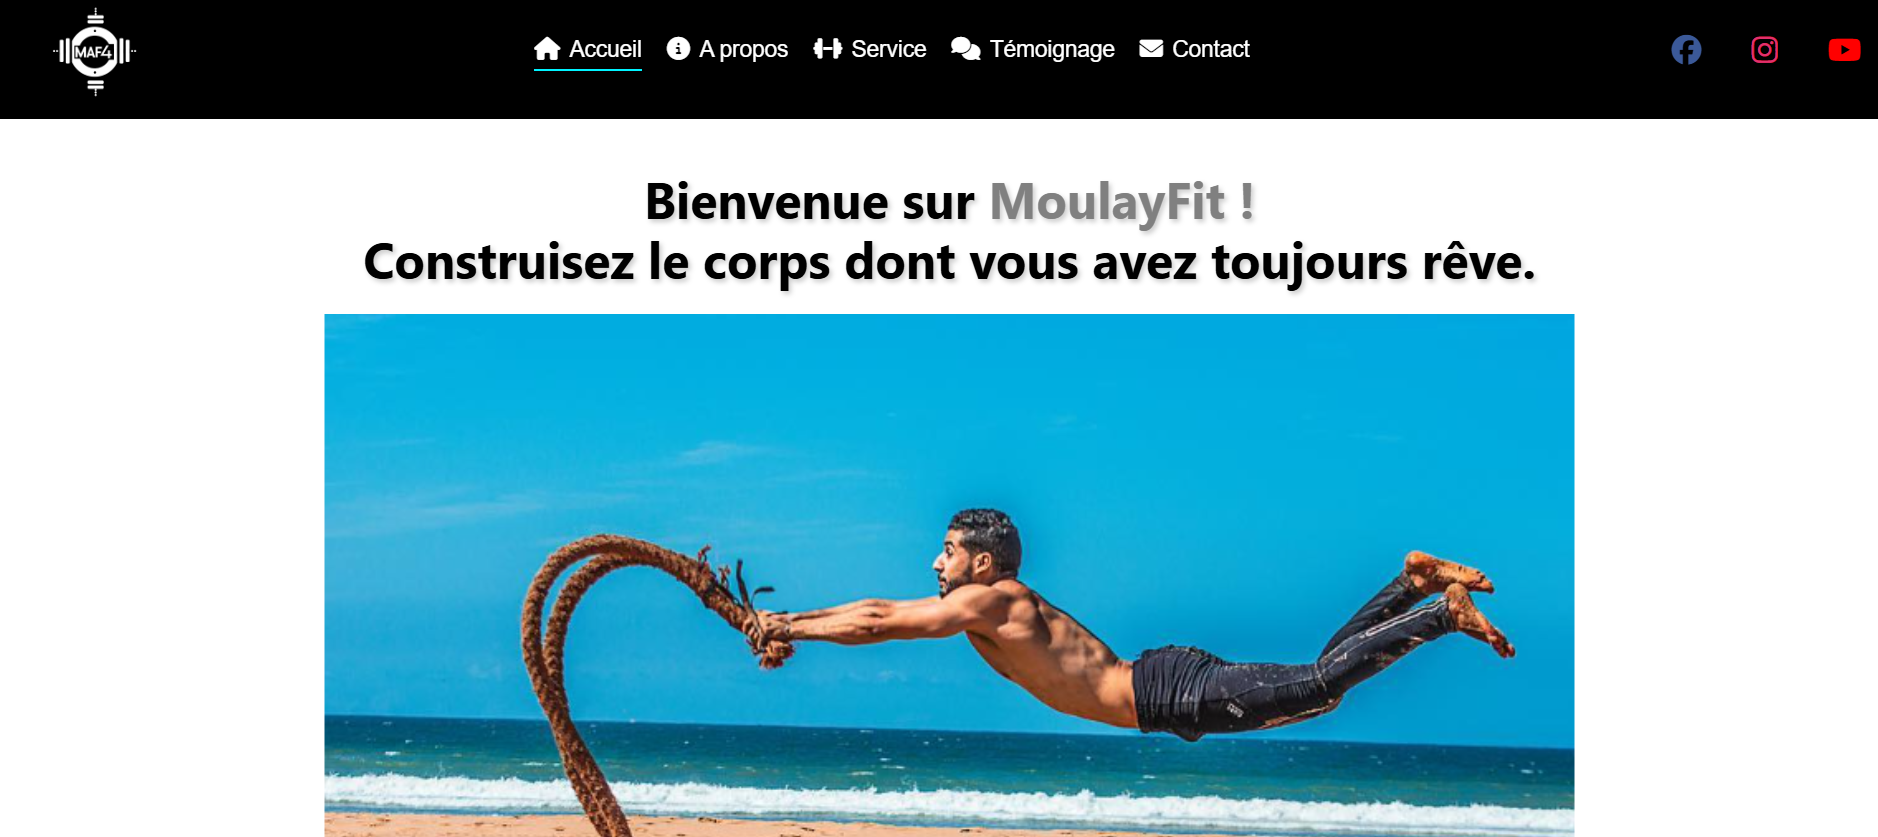 MAF4
Accueil
A propos
Service
Témoignage
Contact
Bienvenue sur MoulayFit !
Construisez le corps dont vous avez toujours rêve.